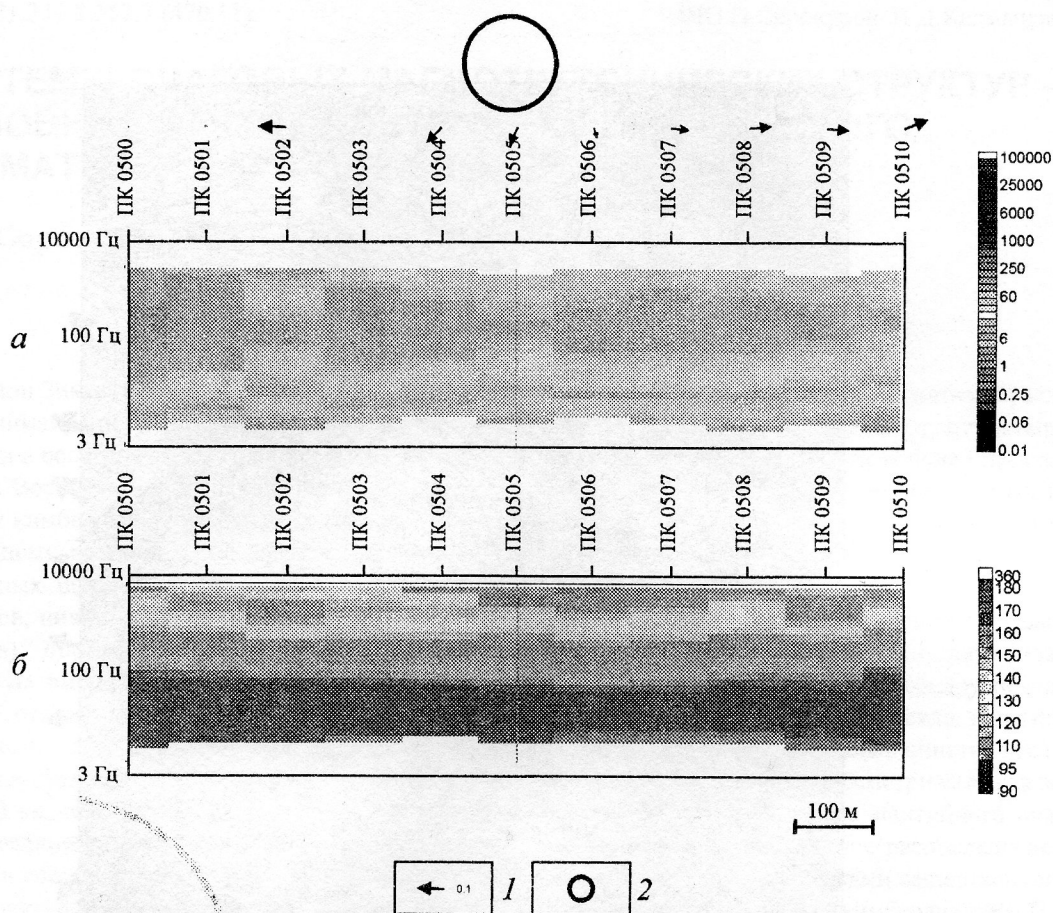 ПК 0500
ПК 0501
ПК 0502
ПК 0503
ПК 0504
ПК 0505
ПК 0506
ПК 0507
ПК 0508
ПК 0509
ПК 0510
10000 Гц
а
100 Гц
3 Гц
100000
25000
6000
1000
250
60
6
1
0.25
0.06
0.01
ПК 0500
ПК 0501
ПК 0502
ПК 0503
ПК 0504
ПК 0505
ПК 0506
ПК 0507
ПК 0508
ПК 0509
ПК 0510
10000 Гц
б
100 Гц
3 Гц
360
180
170
160
150
140
130
120
110
95
90
100 м
0.1 1
2